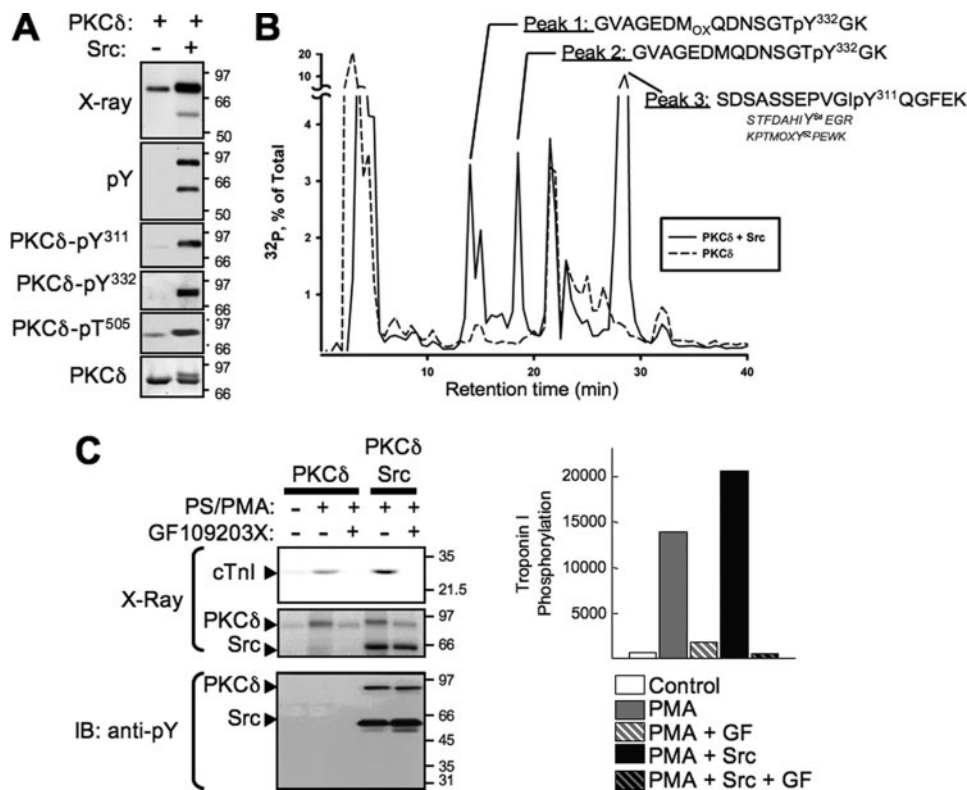 A
PKCδ: + +
Src: - +
X-ray
97
66
50
pY
97
66
50
PKCδ-pY311
97
PKCδ-pY332
97
66
PKCδ-pT505
97
66
PKCδ
97
66
B
32P, % of Total
20
10
4
3
2
1
10
20
30
40
Retention time (min)
Peak 1: GVAGEDMOXQDNSGTpY332GK
Peak 2: GVAGEDMQDNSGTpY332GK
Peak 3: SDSASSEPVGIpY311QGFEK
STFDAHIY64EGR
KPTMOXY52PEWK
PKCδ + Src
PKCδ
C
PKCδ
PKCδ
Src
PS/PMA: - + + + +
GF109203X: - - + - +
X-Ray
cTnI
35
21.5
PKCδ
97
Src
66
IB: anti-pY
PKCδ
Src
97
66
45
35
31
Troponin I
Phosphorylation
20000
15000
10000
5000
Control
PMA
PMA + GF
PMA + Src
PMA + Src + GF